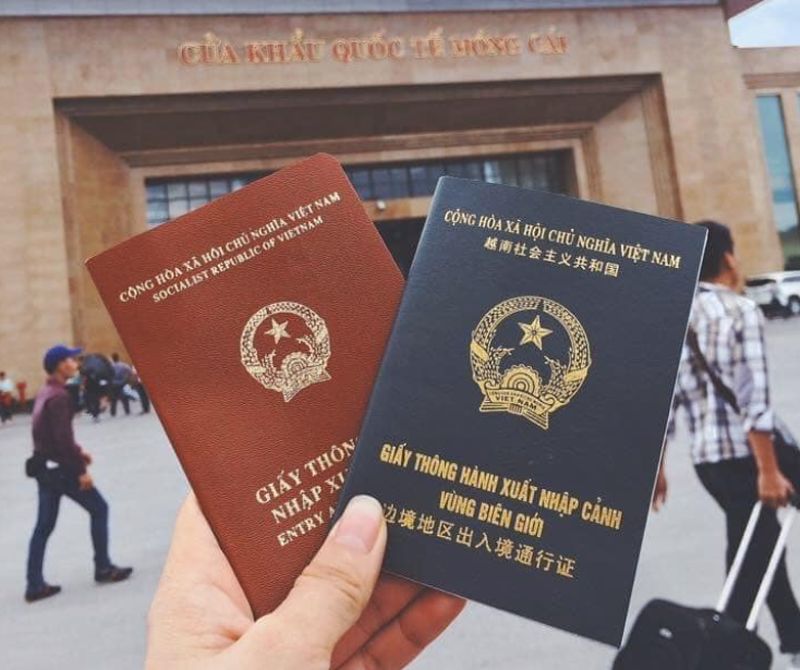 CỬA KHẨU QUỐC TẾ MÓNG CÁI
CỘNG HÒA XÃ HỘI CHỦ NGHĨA VIỆT NAM
SOCIALIST REPUBLIC OF VIETNAM
GIẤY THÔN
NHẬP XU
ENTRY A
CỘNG HÒA XÃ HỘI CHỦ NGHĨA VIỆT NAM
越南社会主义共和国
VIỆT NAM
GIẤY THÔNG HÀNH XUẤT NHẬP CẢNH
VÙNG BIÊN GIỚI
边境地区出入境通行证